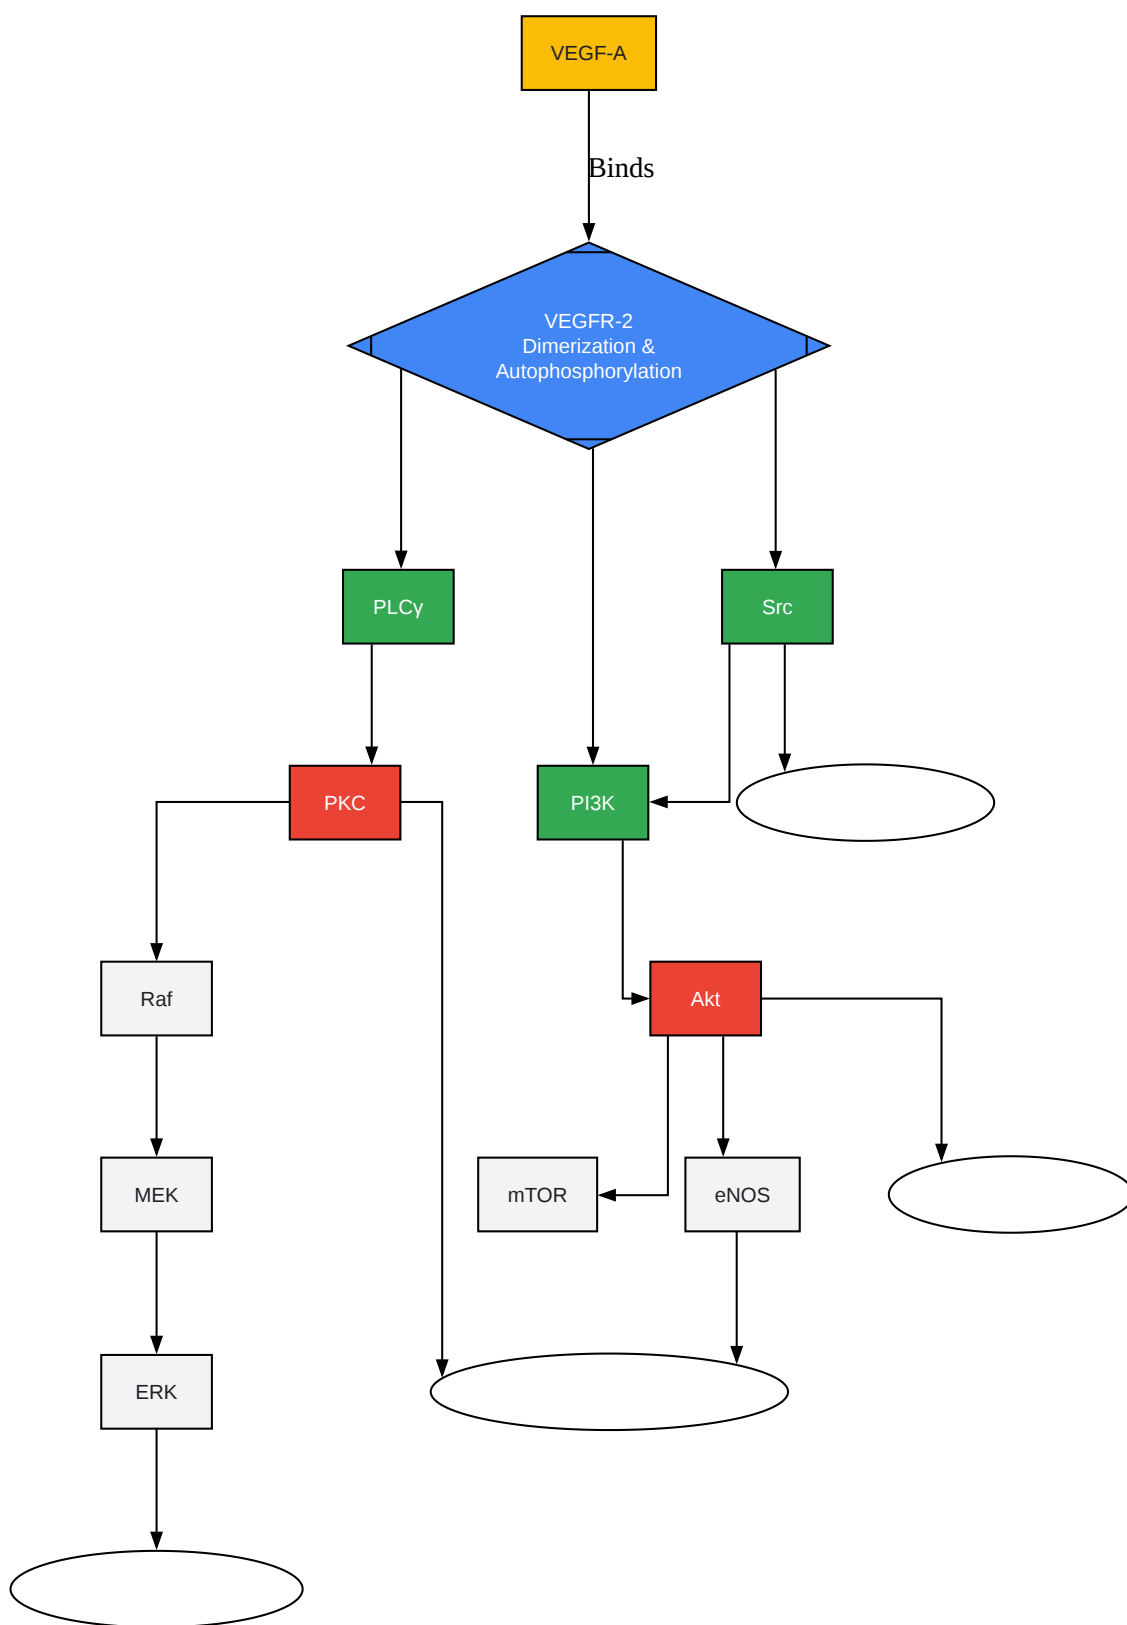 VEGF-A
Binds
VEGFR-2
Dimerization &
Autophosphorylation
PLCγ
Src
PKC
PI3K
Raf
Akt
MEK
mTOR
eNOS
ERK